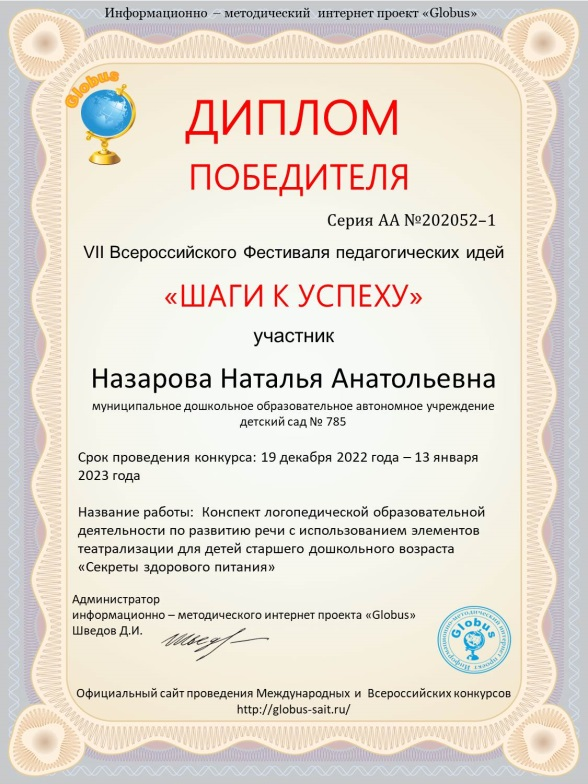 Информационно – методический интернет проект «Globus»
Globus
ДИПЛОМ
ПОБЕДИТЕЛЯ
Серия АА №202052–1
VII Всероссийского Фестиваля педагогических идей
«ШАГИ К УСПЕХУ»
участник
Назарова Наталья Анатольевна
муниципальное дошкольное образовательное автономное учреждение
детский сад № 785
Срок проведения конкурса: 19 декабря 2022 года – 13 января
2023 года
Название работы: Конспект логопедической образовательной
деятельности по развитию речи с использованием элементов
театрализации для детей старшего дошкольного возраста
«Секреты здорового питания»
Администратор
информационно – методического интернет проекта «Globus»
Шведов Д.И.
Globus
Информационно-методический интернет проект
Официальный сайт проведения Международных и Всероссийских конкурсов
http://globus-sait.ru/